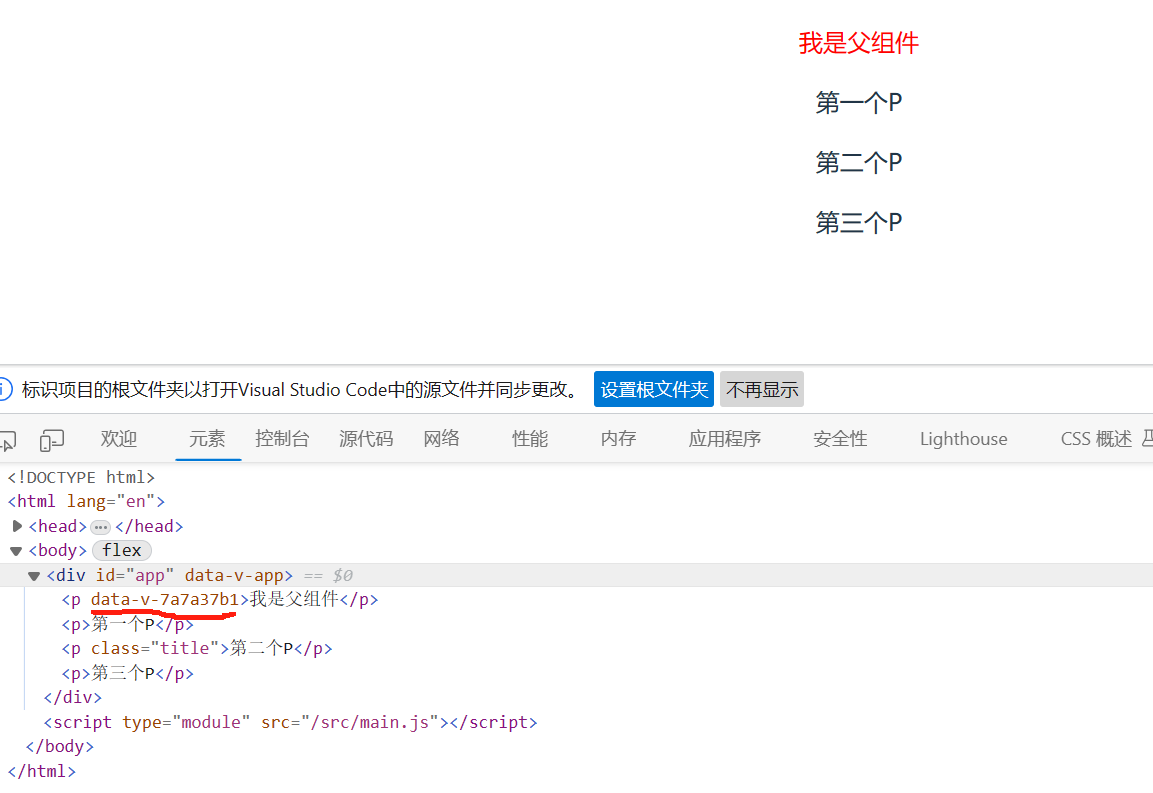 我是父组件
第一个P
第二个P
第三个P
标识项目的根文件夹以打开Visual Studio Code中的源文件并同步更改。 设置根文件夹 不再显示
欢迎 元素 控制台 源代码 网络 性能 内存 应用程序 安全性 Lighthouse CSS 概述
<!DOCTYPE html>
<html lang="en">
<head> ••• </head>
<body> flex
<div id="app" data-v-app> == $0
<p data-v-7a7a37b1>我是父组件</p>
<p>第一个P</p>
<p class="title">第二个P</p>
<p>第三个P</p>
</div>
<script type="module" src="/src/main.js"></script>
</body>
</html>